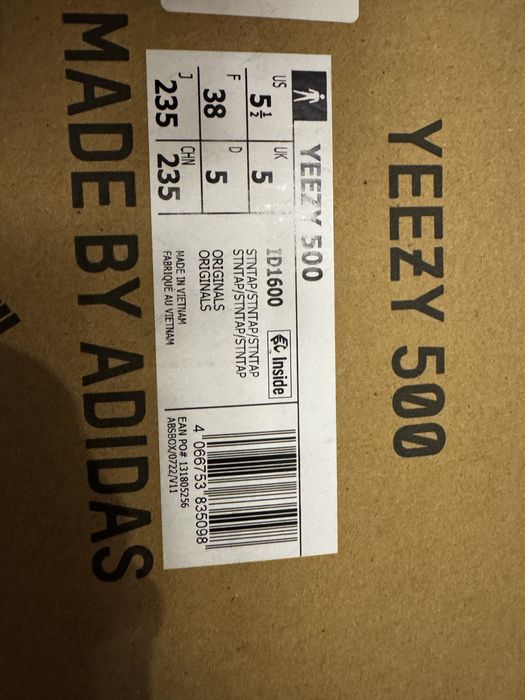 YEEZY 500
YEEZY 500
US 5½ UK 5
F 38 D 5
J 235 CHN 235
ID1600
€C Inside
STNTAP/STNTAP/STNTAP
STNTAP/STNTAP/STNTAP
ORIGINALS
ORIGINALS
MADE IN VIETNAM
FABRIQUÉ AU VIETNAM
4 066753 835098
EAN PO# 131805256
ABSBOX/0722/V11
MADE BY ADIDAS